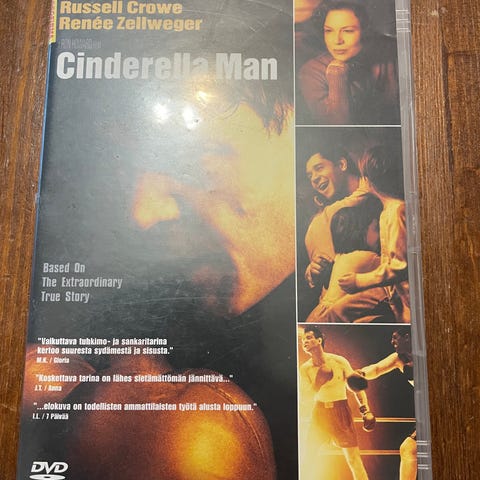 Russell Crowe
Renée Zellweger
Cinderella Man
Based On
The Extraordinary
True Story
"Vaikuttava tuhkimo- ja sankaritarina
kertoo suuresta sydämestä ja sisusta."
M.K. / Gloria
"Koskettava tarina on lähes sietämättömän jännittävä..."
J.T. / Anna
"...elokuva on todellisten ammattilaisten työtä alusta loppuun."
I.L. / 7 Päivää
DVD